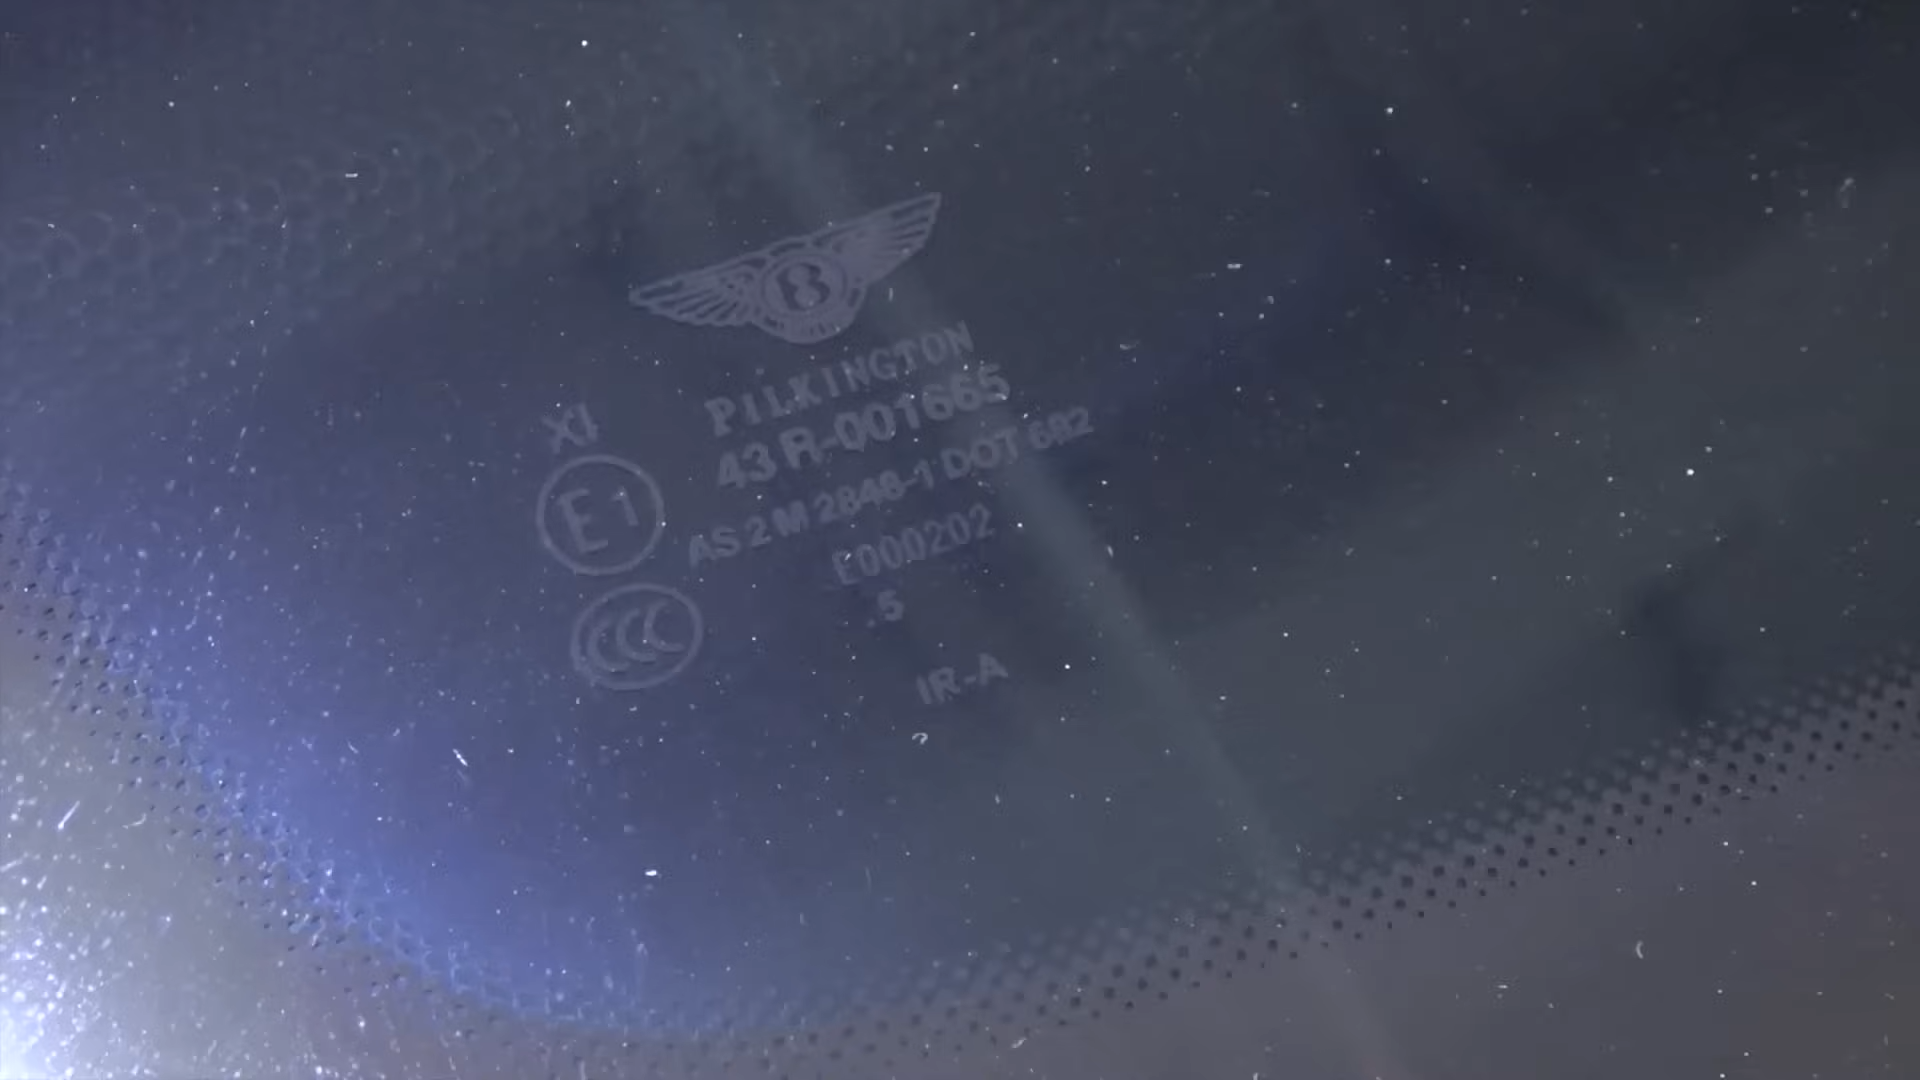 B
PILKINGTON
43 R-001665
XI
AS 2 M 2848-1 DOT 682
E1
E000202
.5
CCC
IR-A